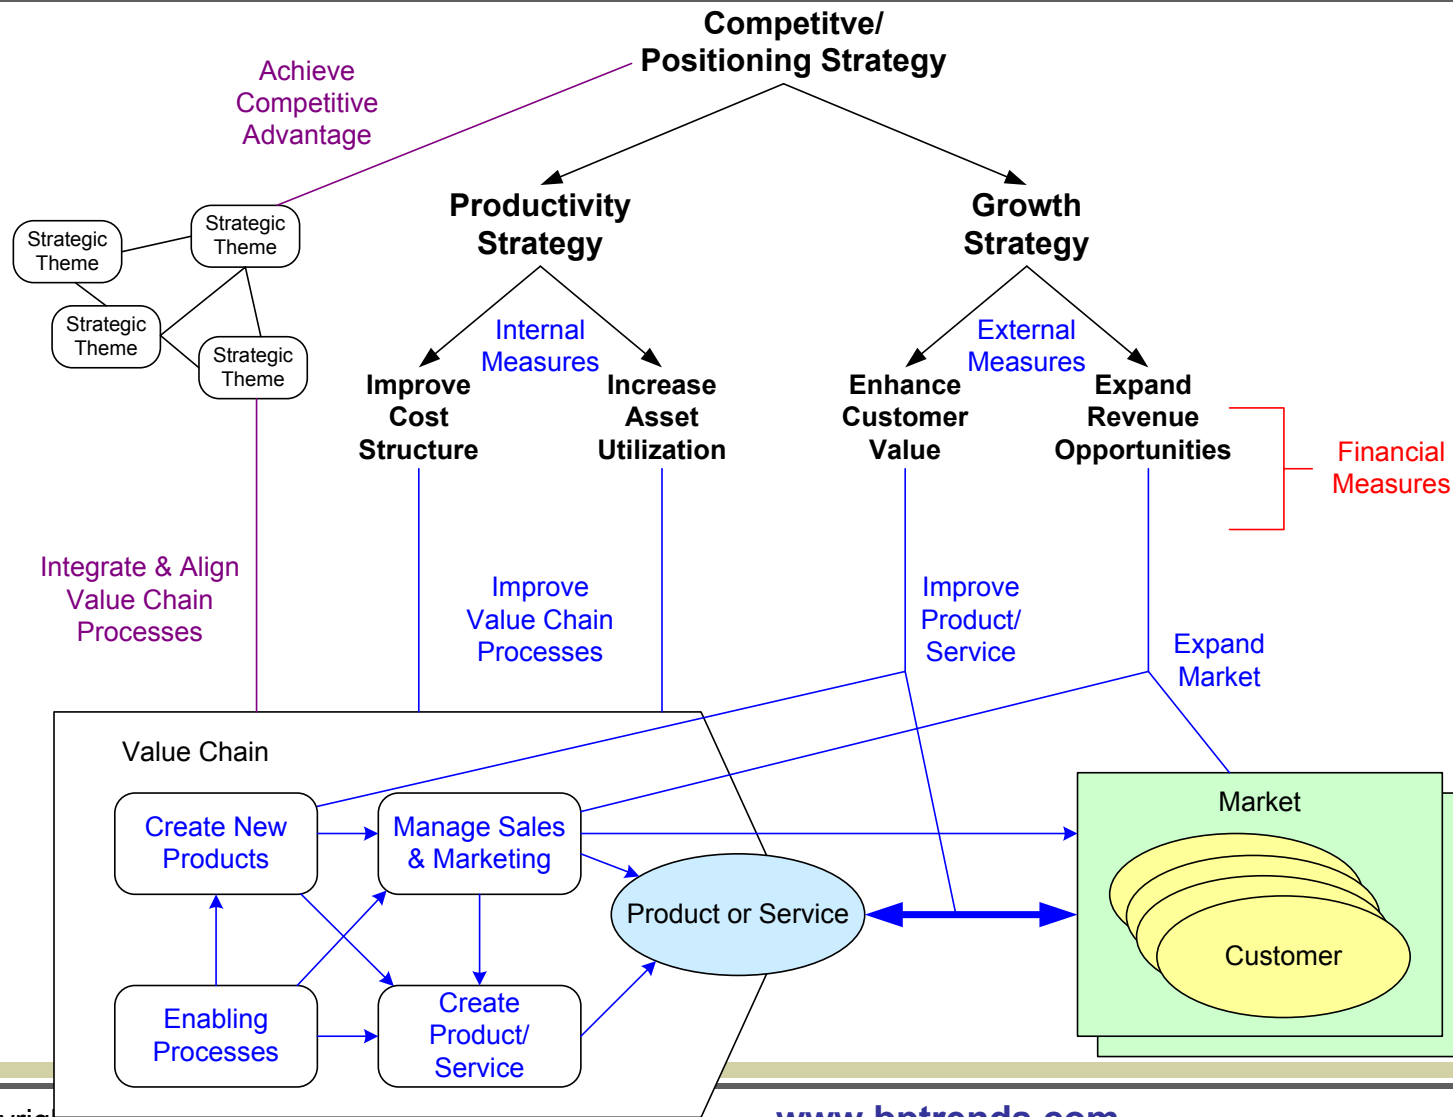 Competitve/
Positioning Strategy
Achieve
Competitive
Advantage
Productivity
Strategy
Growth
Strategy
Strategic
Theme
Strategic
Theme
Strategic
Theme
Strategic
Theme
Internal
Measures
External
Measures
Improve
Cost
Structure
Increase
Asset
Utilization
Enhance
Customer
Value
Expand
Revenue
Opportunities
Financial
Measures
Integrate & Align
Value Chain
Processes
Improve
Value Chain
Processes
Improve
Product/
Service
Expand
Market
Value Chain
Create New
Products
Manage Sales
& Marketing
Market
Product or Service
Customer
Enabling
Processes
Create
Product/
Service
www.bptrends.com